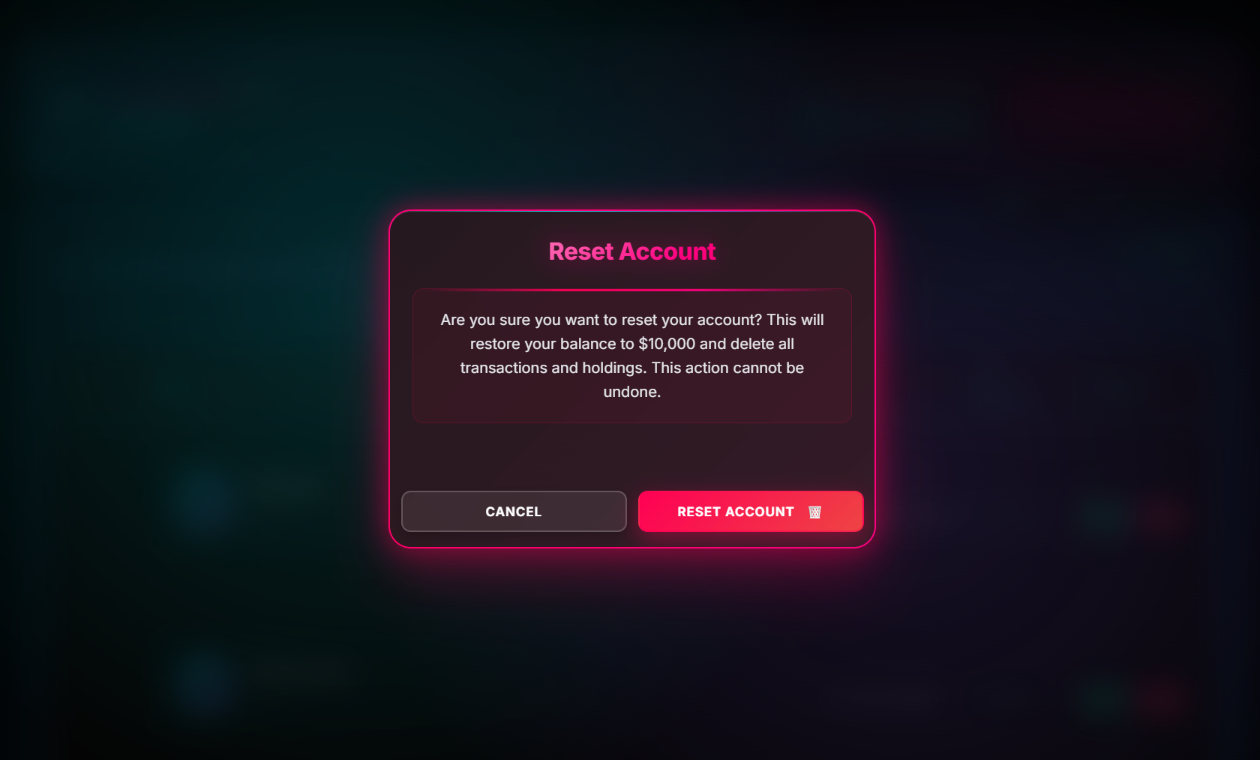 Reset Account
Are you sure you want to reset your account? This will
restore your balance to $10,000 and delete all
transactions and holdings. This action cannot be
undone.
CANCEL
RESET ACCOUNT